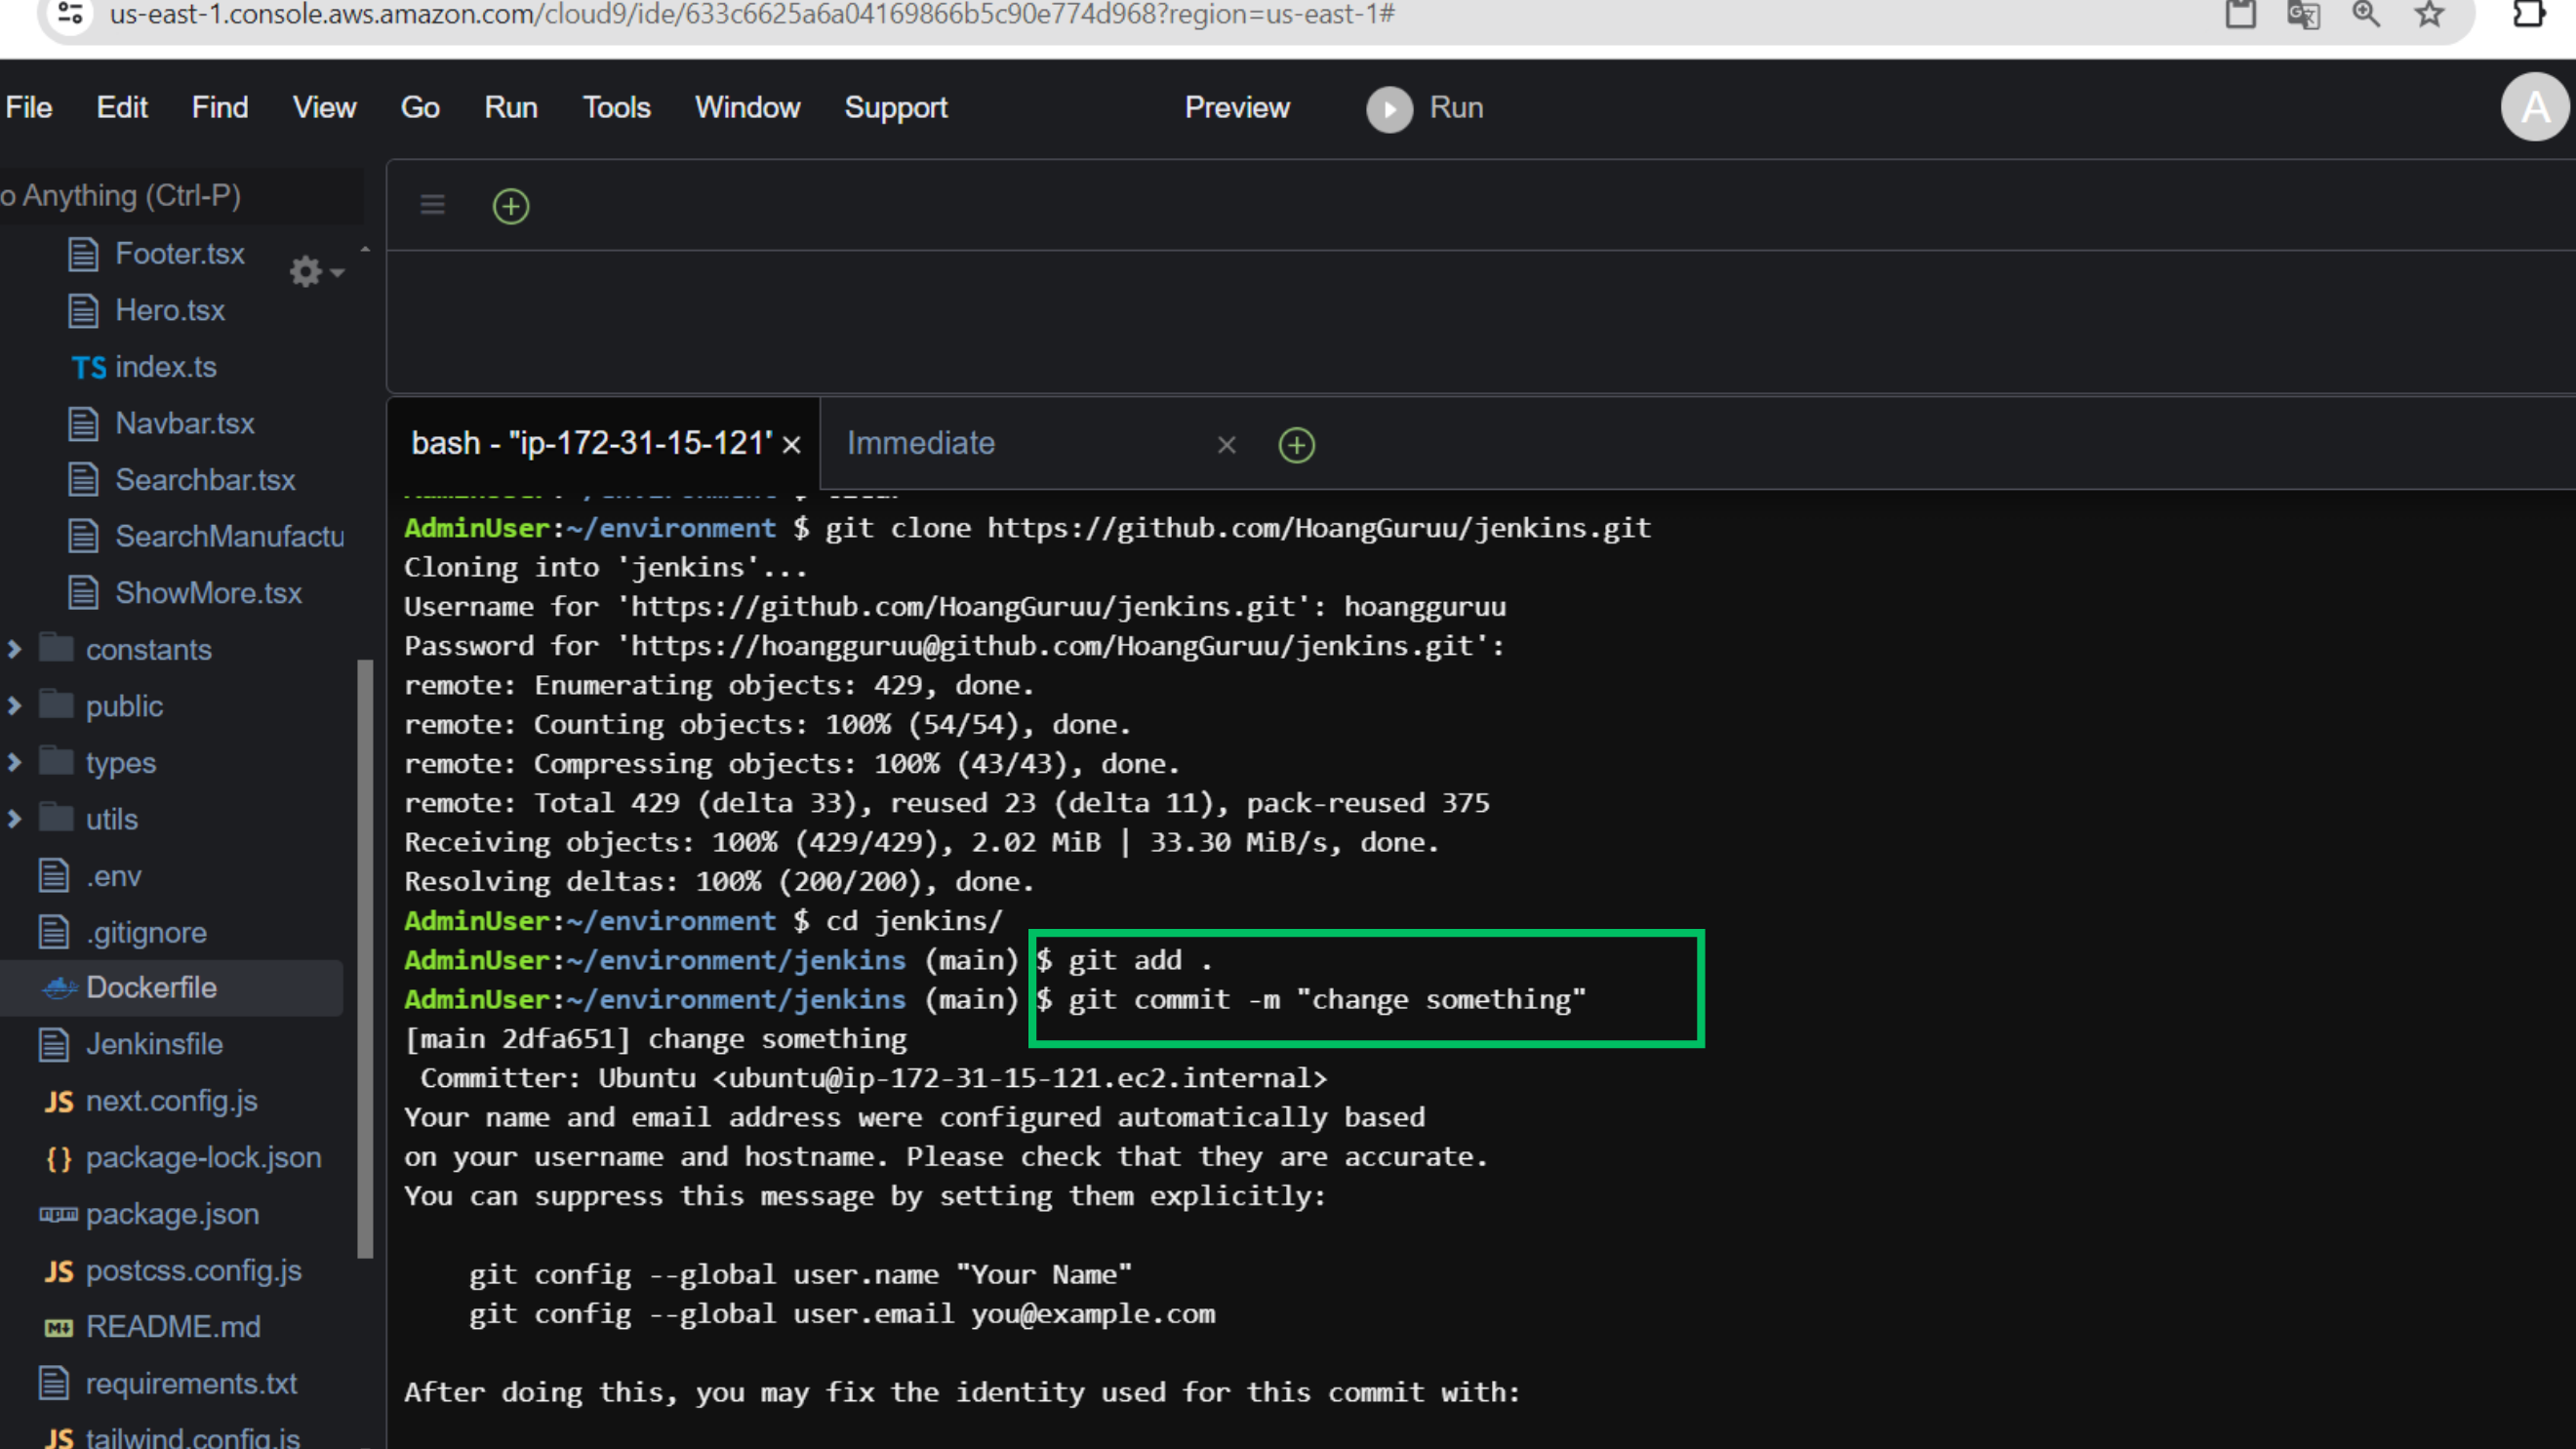 us-east-1.console.aws.amazon.com/cloud9/ide/633c6625a6a04169866b5c90e774d968?region=us-east-1#
File Edit Find View Go Run Tools Window Support Preview Run A
o Anything (Ctrl-P)
Footer.tsx
Hero.tsx
TS index.ts
Navbar.tsx
Searchbar.tsx
SearchManufactu
ShowMore.tsx
constants
public
types
utils
.env
.gitignore
Dockerfile
Jenkinsfile
JS next.config.js
{ } package-lock.json
npm package.json
JS postcss.config.js
M+ README.md
requirements.txt
JS tailwind.config.js
bash - "ip-172-31-15-121" × Immediate ×
AdminUser:~/environment $ git clone https://github.com/HoangGuruu/jenkins.git
Cloning into 'jenkins'...
Username for 'https://github.com/HoangGuruu/jenkins.git': hoangguruu
Password for 'https://hoangguruu@github.com/HoangGuruu/jenkins.git':
remote: Enumerating objects: 429, done.
remote: Counting objects: 100% (54/54), done.
remote: Compressing objects: 100% (43/43), done.
remote: Total 429 (delta 33), reused 23 (delta 11), pack-reused 375
Receiving objects: 100% (429/429), 2.02 MiB | 33.30 MiB/s, done.
Resolving deltas: 100% (200/200), done.
AdminUser:~/environment $ cd jenkins/
AdminUser:~/environment/jenkins (main) $ git add .
AdminUser:~/environment/jenkins (main) $ git commit -m "change something"
[main 2dfa651] change something
 Committer: Ubuntu <ubuntu@ip-172-31-15-121.ec2.internal>
Your name and email address were configured automatically based
on your username and hostname. Please check that they are accurate.
You can suppress this message by setting them explicitly:
    git config --global user.name "Your Name"
    git config --global user.email you@example.com
After doing this, you may fix the identity used for this commit with: